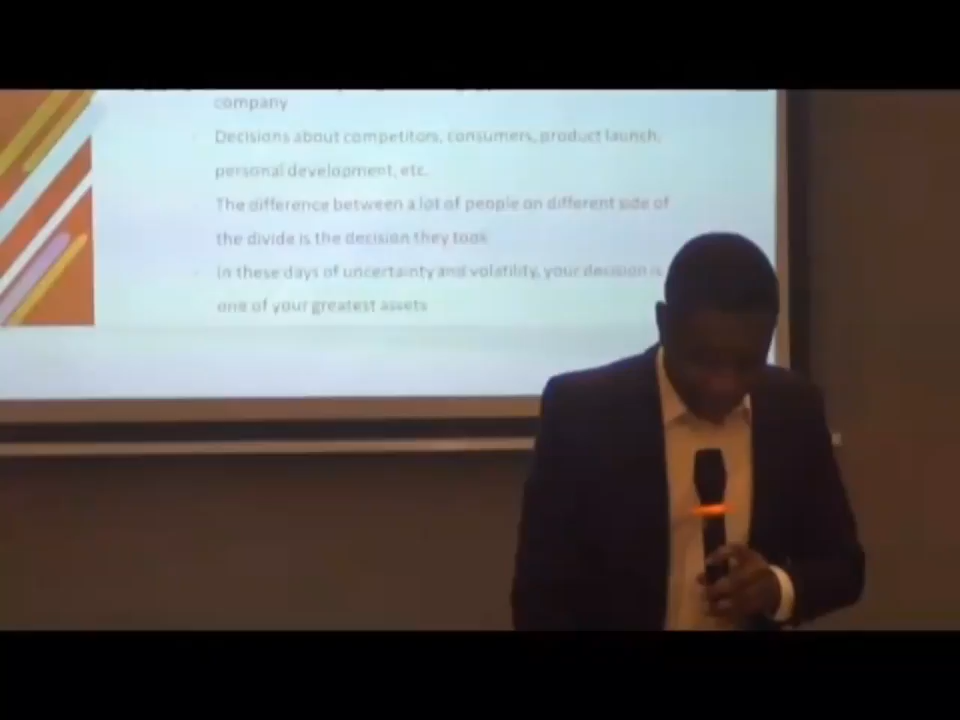 company
Decisions about competitors, consumers, product launch,
personal development, etc.
The difference between a lot of people on different side of
the divide is the decision they took
In these days of uncertainty and volatility, your decision is
one of your greatest assets